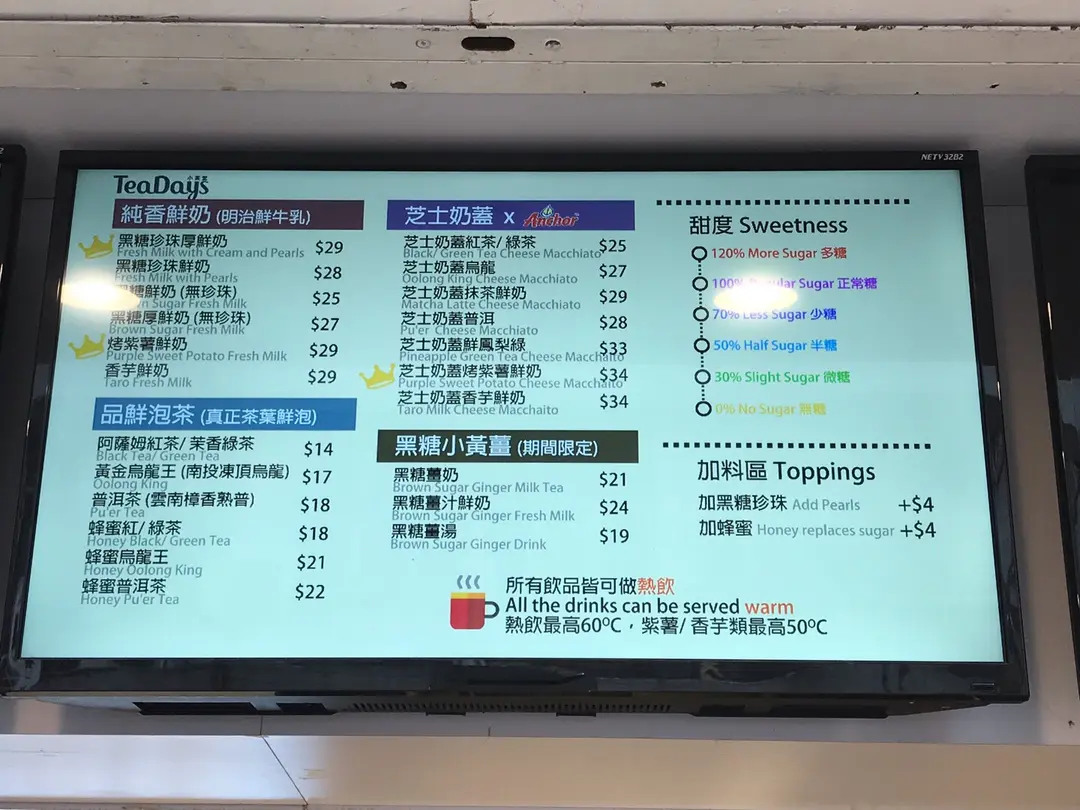 NETV32B2
TeaDays
小茶堂
純香鮮奶 (明治鮮牛乳)
黑糖珍珠厚鮮奶 $29
Fresh Milk with Cream and Pearls
黑糖珍珠鮮奶 $28
Fresh Milk with Pearls
糖鮮奶 (無珍珠) $25
Sugar Fresh Milk
黑糖厚鮮奶 (無珍珠) $27
Brown Sugar Fresh Milk
烤紫薯鮮奶 $29
Purple Sweet Potato Fresh Milk
香芋鮮奶 $29
Taro Fresh Milk
品鮮泡茶 (真正茶葉鮮泡)
阿薩姆紅茶/ 茉香綠茶 $14
Black Tea/ Green Tea
黃金烏龍王 (南投凍頂烏龍) $17
Oolong King
普洱茶 (雲南樟香熟普) $18
Pu'er Tea
蜂蜜紅/ 綠茶 $18
Honey Black/ Green Tea
蜂蜜烏龍王 $21
Honey Oolong King
蜂蜜普洱茶 $22
Honey Pu'er Tea
芝士奶蓋 x Anchor
芝士奶蓋紅茶/ 綠茶 $25
Black/ Green Tea Cheese Macchiato
芝士奶蓋烏龍 $27
Oolong King Cheese Macchiato
芝士奶蓋抹茶鮮奶 $29
Matcha Latte Cheese Macchiato
芝士奶蓋普洱 $28
Pu'er Cheese Macchiato
芝士奶蓋鮮鳳梨綠 $33
Pineapple Green Tea Cheese Macchiato
芝士奶蓋烤紫薯鮮奶 $34
Purple Sweet Potato Cheese Macchiato
芝士奶蓋香芋鮮奶 $34
Taro Milk Cheese Macchaito
黑糖小黃薑 (期間限定)
黑糖薑奶 $21
Brown Sugar Ginger Milk Tea
黑糖薑汁鮮奶 $24
Brown Sugar Ginger Fresh Milk
黑糖薑湯 $19
Brown Sugar Ginger Drink
甜度 Sweetness
120% More Sugar 多糖
100% Regular Sugar 正常糖
70% Less Sugar 少糖
50% Half Sugar 半糖
30% Slight Sugar 微糖
0% No Sugar 無糖
加料區 Toppings
加黑糖珍珠 Add Pearls +$4
加蜂蜜 Honey replaces sugar +$4
所有飲品皆可做熱飲
All the drinks can be served warm
熱飲最高60ºC，紫薯/ 香芋類最高50ºC